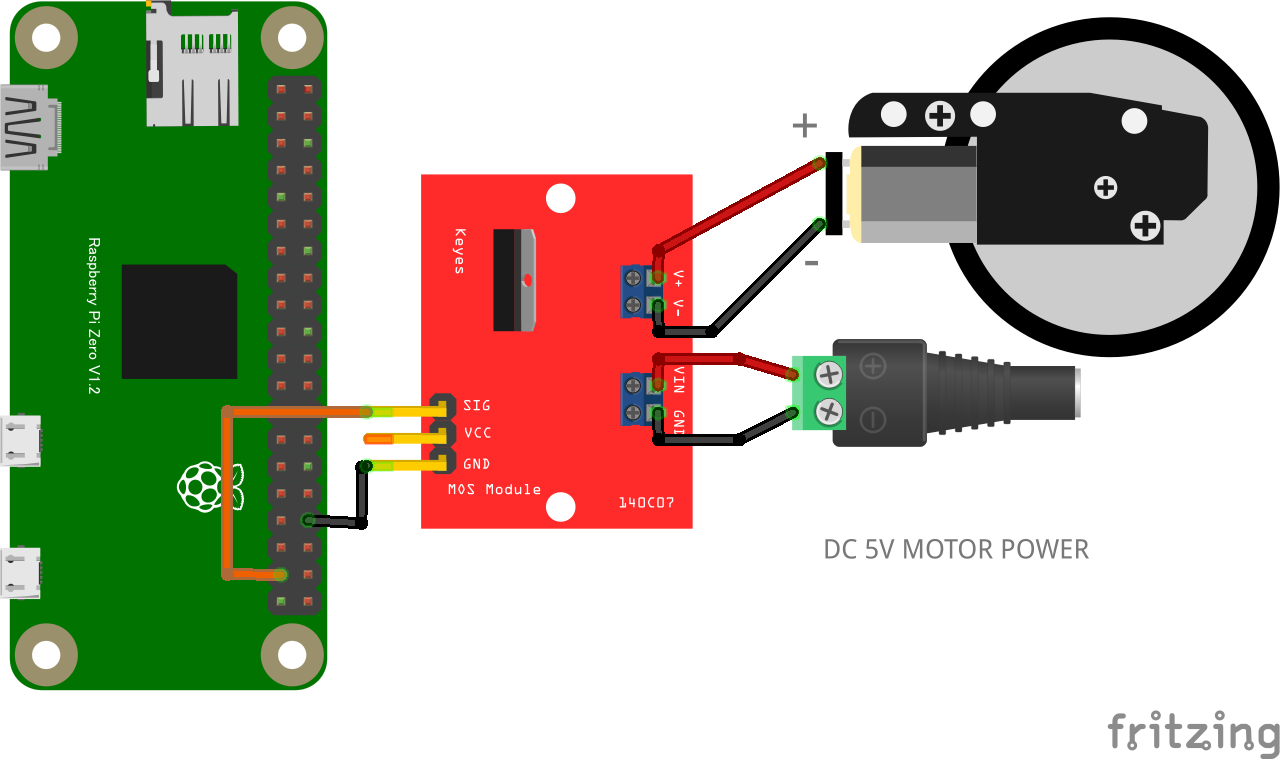 Raspberry Pi Zero V1.2
Keyes
+
-
V+
V-
VIN
GND
SIG
VCC
GND
MOS Module
140C07
DC 5V MOTOR POWER
fritzing